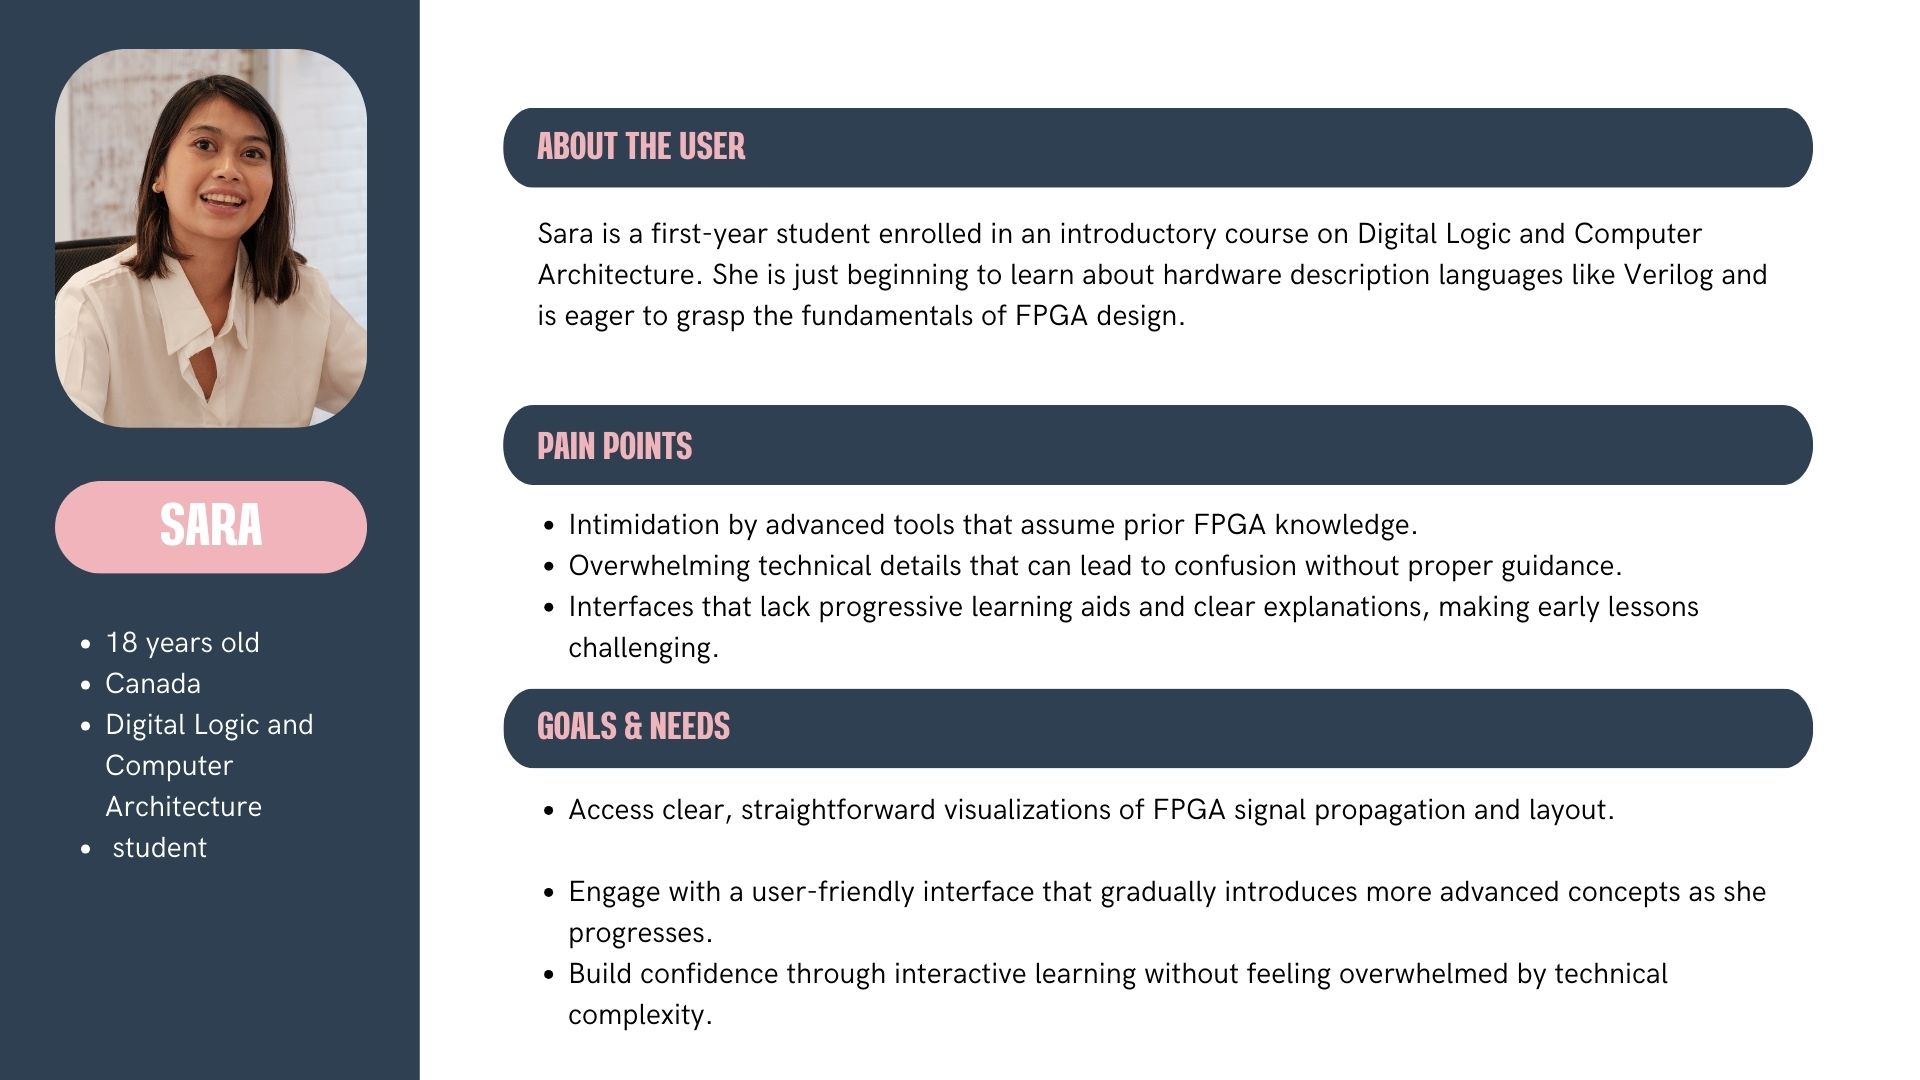 SARA
• 18 years old
• Canada
• Digital Logic and
Computer
Architecture
• student
ABOUT THE USER
Sara is a first-year student enrolled in an introductory course on Digital Logic and Computer
Architecture. She is just beginning to learn about hardware description languages like Verilog and
is eager to grasp the fundamentals of FPGA design.
PAIN POINTS
• Intimidation by advanced tools that assume prior FPGA knowledge.
• Overwhelming technical details that can lead to confusion without proper guidance.
• Interfaces that lack progressive learning aids and clear explanations, making early lessons
challenging.
GOALS & NEEDS
• Access clear, straightforward visualizations of FPGA signal propagation and layout.
• Engage with a user-friendly interface that gradually introduces more advanced concepts as she
progresses.
• Build confidence through interactive learning without feeling overwhelmed by technical
complexity.